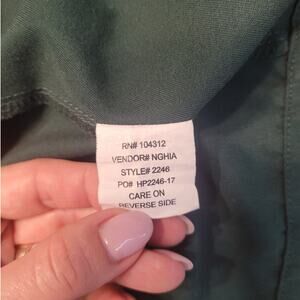 RN# 104312
VENDOR# NGHIA
STYLE# 2246
PO# HP2246-17
CARE ON
REVERSE SIDE